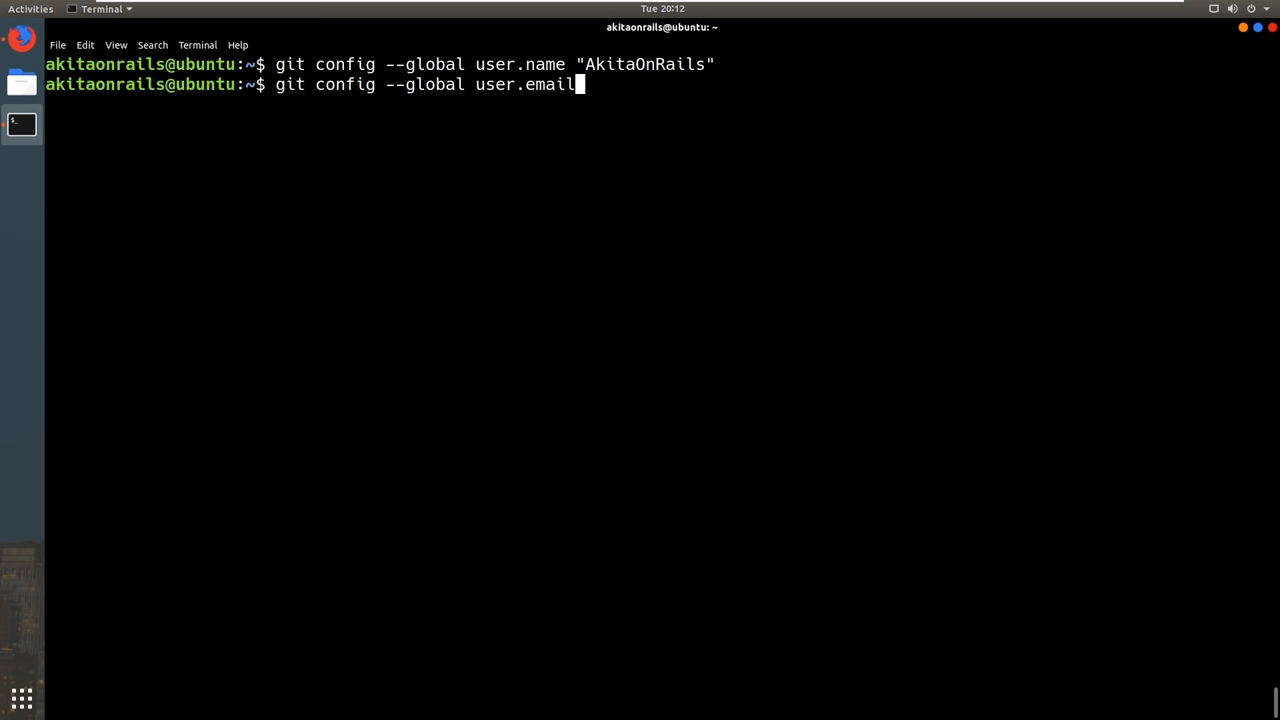 Activities Terminal Tue 20:12
akitaonrails@ubuntu: ~
File Edit View Search Terminal Help
akitaonrails@ubuntu:~$ git config --global user.name "AkitaOnRails"
akitaonrails@ubuntu:~$ git config --global user.email
$_